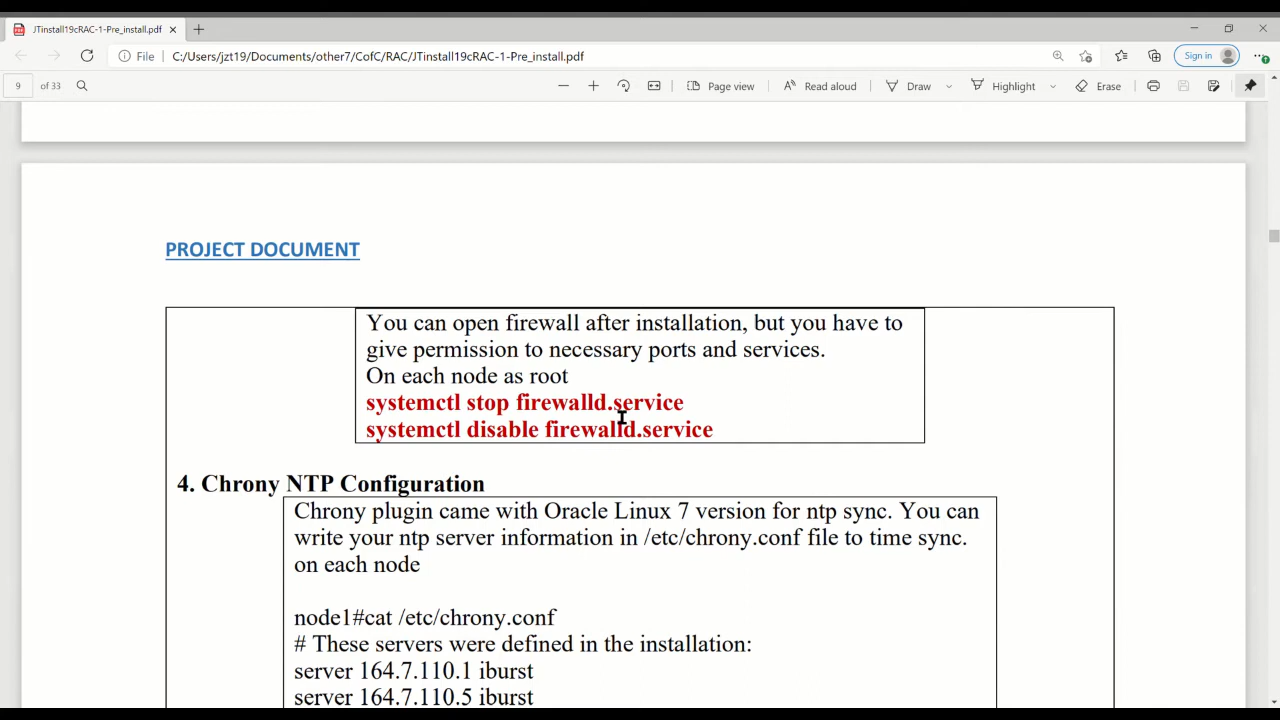 JTinstall19cRAC-1-Pre_install.pdf
File C:/Users/jzt19/Documents/other7/CofC/RAC/JTinstall19cRAC-1-Pre_install.pdf Sign in
9 of 33 Page view Read aloud Draw Highlight Erase
PROJECT DOCUMENT
You can open firewall after installation, but you have to
give permission to necessary ports and services.
On each node as root
systemctl stop firewalld.service
systemctl disable firewalld.service
4. Chrony NTP Configuration
Chrony plugin came with Oracle Linux 7 version for ntp sync. You can
write your ntp server information in /etc/chrony.conf file to time sync.
on each node
node1#cat /etc/chrony.conf
# These servers were defined in the installation:
server 164.7.110.1 iburst
server 164.7.110.5 iburst